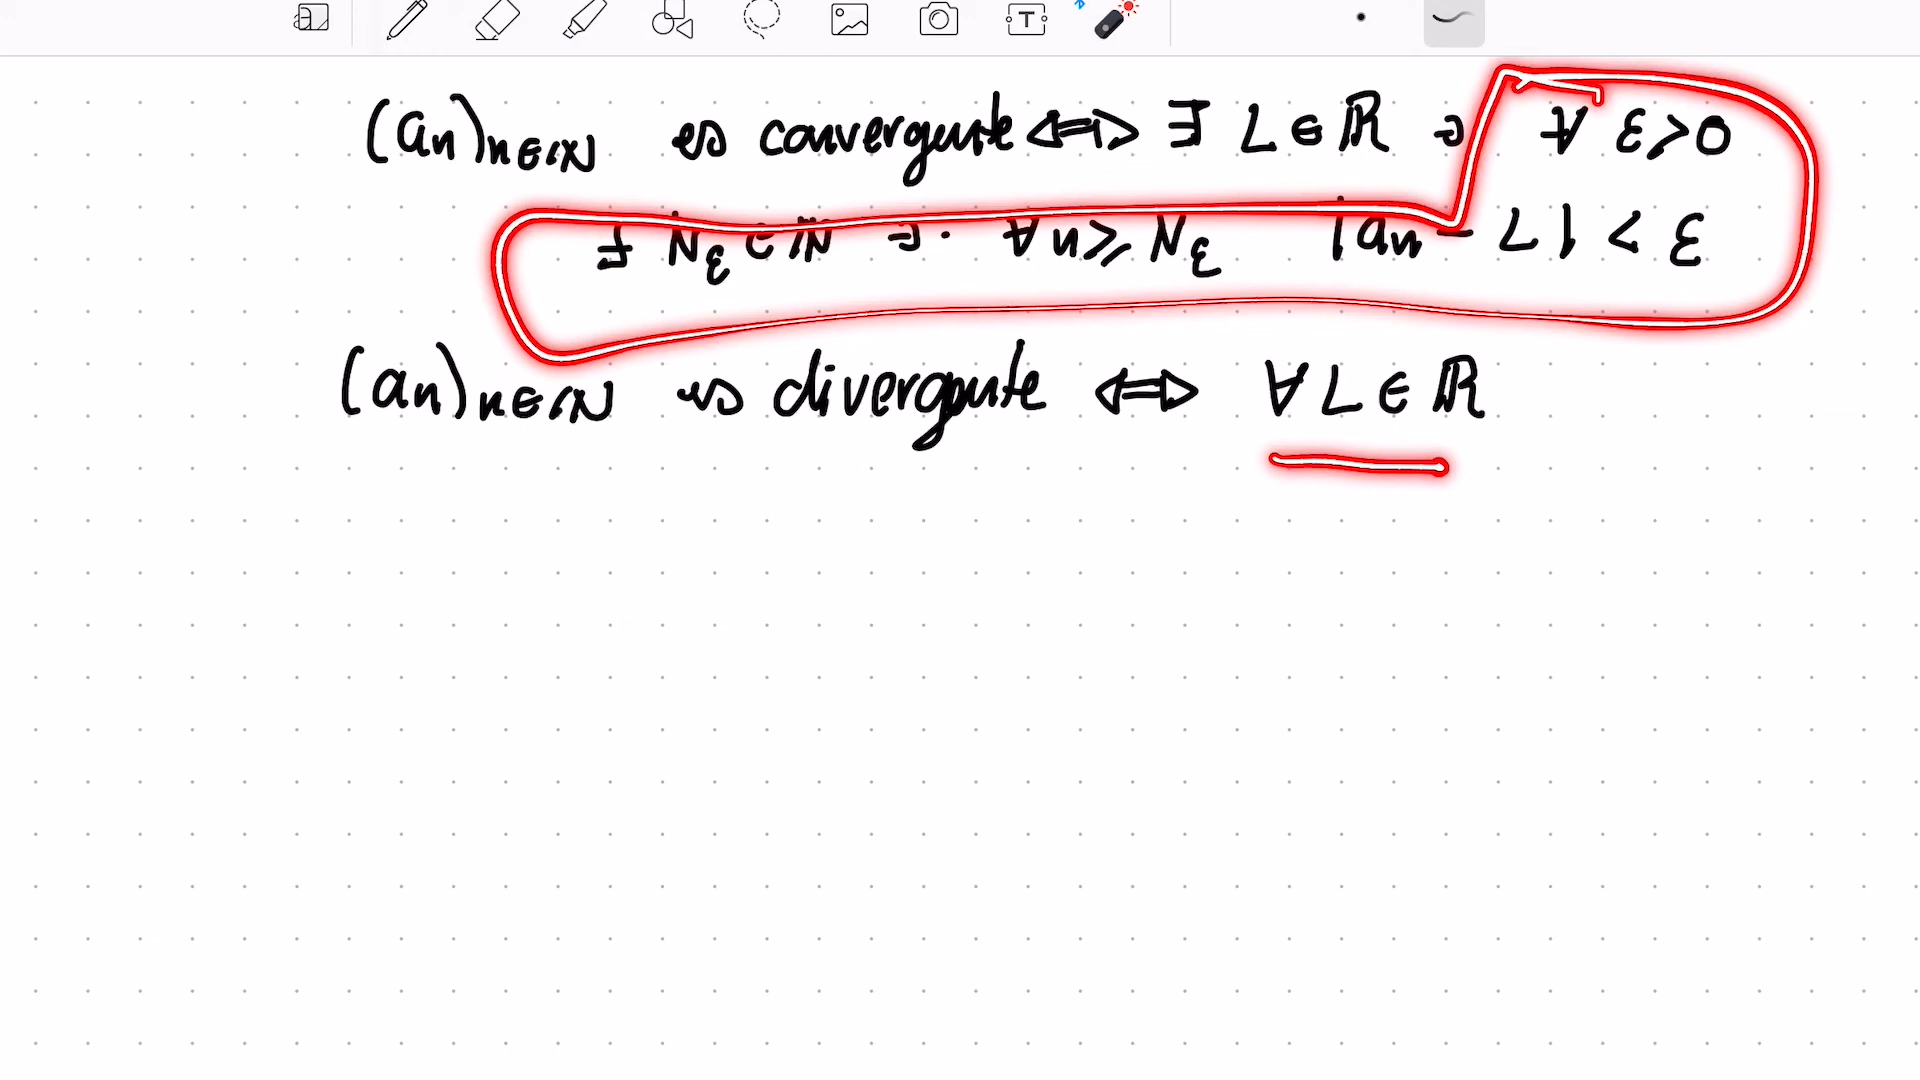 (an)n∈ℕ es convergente ⟺ ∃ L ∈ ℝ ∋ ∀ ε>0
∃ Nε ∈ ℕ ∋· ∀n ≥ Nε |an - L| < ε
(an)n∈ℕ es divergente ⟺ ∀ L ∈ ℝ